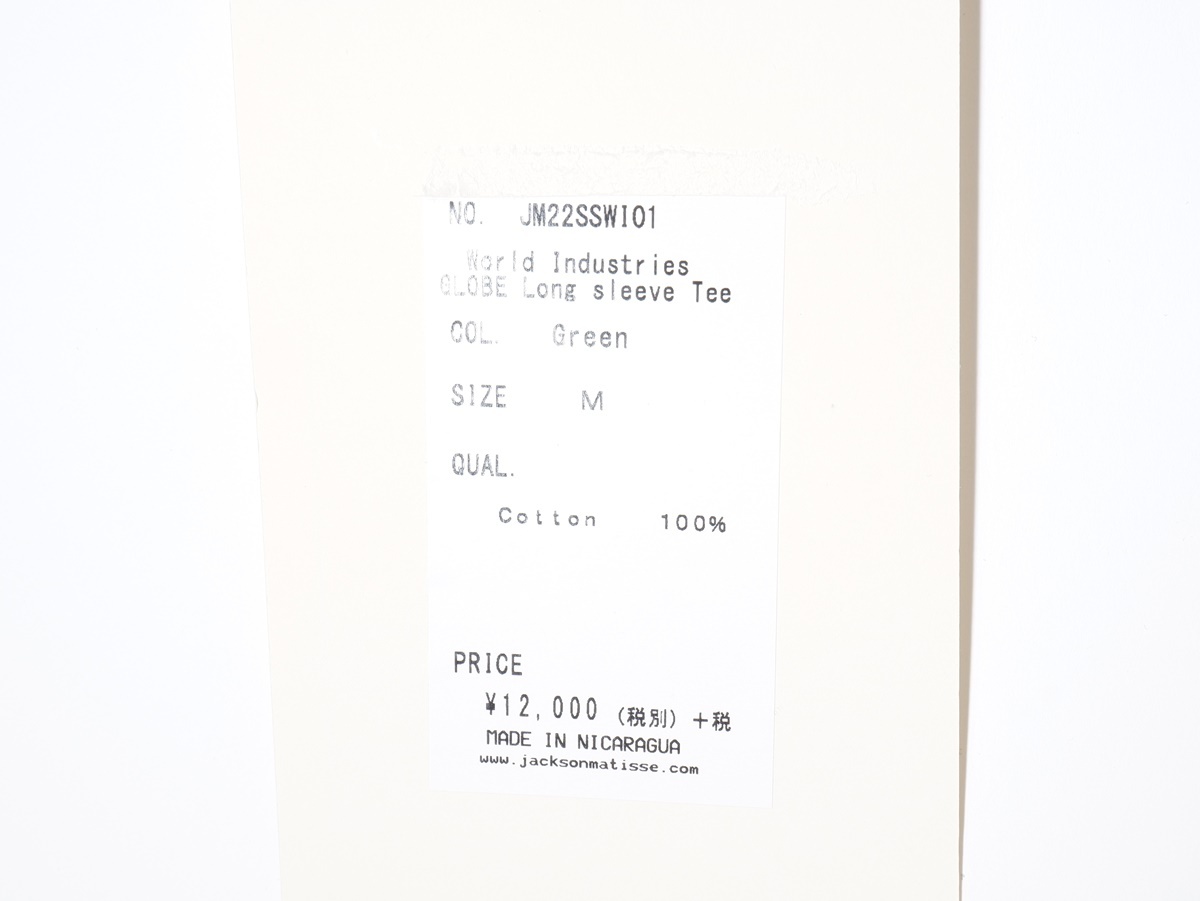 NO. JM22SSWI01
World Industries
GLOBE Long sleeve Tee
COL. Green
SIZE M
QUAL.
Cotton 100%
PRICE
¥12,000 (税別) +税
MADE IN NICARAGUA
www.jacksonmatisse.com